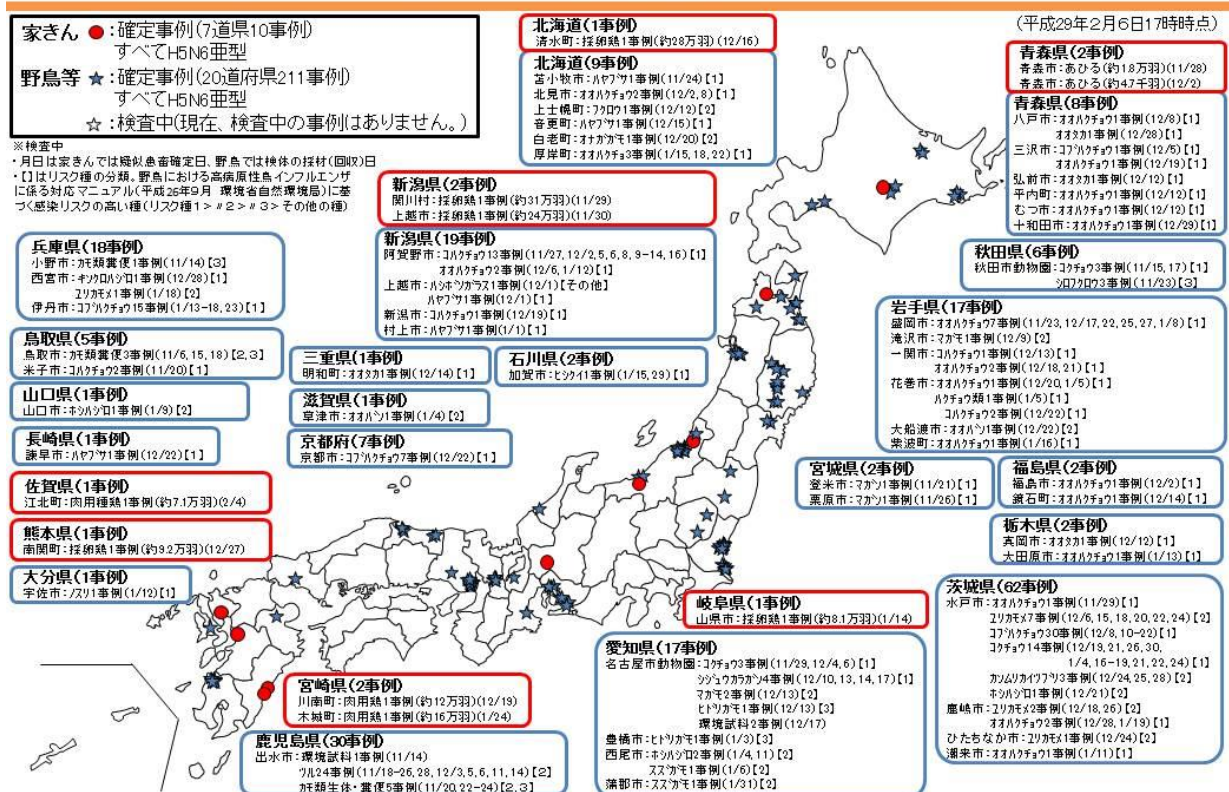 家きん ●:確定事例(7道県10事例)
すべてH5N6亜型
野鳥等 ★:確定事例(20道府県211事例)
すべてH5N6亜型
☆:検査中(現在、検査中の事例はありません。)
※検査中
・月日は家きんでは疑似患畜確定日、野鳥では検体の採材(回収)日
・【】はリスク種の分類。野鳥における高病原性鳥インフルエンザ
に係る対応マニュアル(平成26年9月 環境省自然環境局)に基
づく感染リスクの高い種(リスク種1>〃2>〃3>その他の種)
(平成29年2月6日17時時点)
北海道(1事例)
清水町:採卵鶏1事例(約28万羽)(12/16)
北海道(9事例)
苫小牧市:ハヤブサ1事例(11/24)【1】
北見市:オオハクチョウ2事例(12/2,8)【1】
上士幌町:フクロウ1事例(12/12)【2】
音更町:ハヤブサ1事例(12/15)【1】
白老町:オナガガモ1事例(12/20)【2】
厚岸町:オオハクチョウ3事例(1/15,18,22)【1】
青森県(2事例)
青森市:あひる(約1.8万羽)(11/28)
青森市:あひる(約4.7千羽)(12/2)
青森県(8事例)
八戸市:オオハクチョウ1事例(12/8)【1】
オオタカ1事例(12/28)【1】
三沢市:コブハクチョウ1事例(12/5)【1】
オオハクチョウ1事例(12/19)【1】
弘前市:オオタカ1事例(12/12)【1】
平内町:オオハクチョウ1事例(12/12)【1】
むつ市:オオハクチョウ1事例(12/12)【1】
十和田市:オオハクチョウ1事例(12/29)【1】
新潟県(2事例)
関川村:採卵鶏1事例(約31万羽)(11/29)
上越市:採卵鶏1事例(約24万羽)(11/30)
新潟県(19事例)
阿賀野市:コハクチョウ13事例(11/27,12/2,5,6,8,9-14,16)【1】
オオハクチョウ2事例(12/6,1/12)【1】
上越市:ハシボソガラス1事例(12/1)【その他】
ハヤブサ1事例(12/1)【1】
新潟市:コハクチョウ1事例(12/19)【1】
村上市:ハヤブサ1事例(1/1)【1】
秋田県(6事例)
秋田市動物園:コクチョウ3事例(11/15,17)【1】
シロフクロウ3事例(11/23)【3】
兵庫県(18事例)
小野市:カモ類糞便1事例(11/14)【3】
西宮市:キンクロハジロ1事例(12/28)【1】
ユリカモメ1事例(1/18)【2】
伊丹市:コブハクチョウ15事例(1/13-18,23)【1】
岩手県(17事例)
盛岡市:オオハクチョウ7事例(11/23,12/17,22,25,27,1/8)【1】
滝沢市:マガモ1事例(12/9)【2】
一関市:コハクチョウ1事例(12/13)【1】
オオハクチョウ2事例(12/18,21)【1】
花巻市:オオハクチョウ1事例(12/20,1/5)【1】
ハクチョウ類1事例(1/5)【1】
コハクチョウ2事例(12/22)【1】
大船渡市:オオバン1事例(12/22)【2】
紫波町:オオハクチョウ1事例(1/16)【1】
鳥取県(5事例)
鳥取市:カモ類糞便3事例(11/6,15,18)【2,3】
米子市:コハクチョウ2事例(11/20)【1】
三重県(1事例)
明和町:オオタカ1事例(12/14)【1】
石川県(2事例)
加賀市:ヒシクイ1事例(1/15,29)【1】
山口県(1事例)
山口市:ホシハジロ1事例(1/9)【2】
滋賀県(1事例)
草津市:オオバン1事例(1/4)【2】
長崎県(1事例)
諫早市:ハヤブサ1事例(12/22)【1】
京都府(7事例)
京都市:コブハクチョウ7事例(12/22)【1】
宮城県(2事例)
登米市:マガン1事例(11/21)【1】
栗原市:マガン1事例(11/26)【1】
福島県(2事例)
福島市:オオハクチョウ1事例(12/2)【1】
鏡石町:オオハクチョウ1事例(12/14)【1】
佐賀県(1事例)
江北町:肉用種鶏1事例(約7.1万羽)(2/4)
熊本県(1事例)
南関町:採卵鶏1事例(約9.2万羽)(12/27)
栃木県(2事例)
真岡市:オオタカ1事例(12/12)【1】
大田原市:オオハクチョウ1事例(1/13)【1】
大分県(1事例)
宇佐市:ノスリ1事例(1/12)【1】
岐阜県(1事例)
山県市:採卵鶏1事例(約8.1万羽)(1/14)
茨城県(62事例)
水戸市:オオハクチョウ1事例(11/29)【1】
ユリカモメ7事例(12/6,15,18,20,22,24)【2】
コブハクチョウ30事例(12/8,10-22)【1】
コクチョウ14事例(12/19,21,26,30,
1/4,16-19,21,22,24)【1】
カンムリカイツブリ3事例(12/24,25,28)【2】
ホシハジロ1事例(12/21)【2】
鹿嶋市:ユリカモメ2事例(12/18,26)【2】
オオハクチョウ2事例(12/28,1/19)【1】
ひたちなか市:ユリカモメ1事例(12/24)【2】
潮来市:オオハクチョウ1事例(1/11)【1】
愛知県(17事例)
名古屋市動物園:コクチョウ3事例(11/29,12/4,6)【1】
シジュウカラガン4事例(12/10,13,14,17)【1】
マガモ2事例(12/13)【2】
ヒドリガモ1事例(12/13)【3】
環境試料2事例(12/17)
豊橋市:ヒドリガモ1事例(1/3)【3】
西尾市:ホシハジロ2事例(1/4,11)【2】
スズガモ1事例(1/6)【2】
蒲郡市:スズガモ1事例(1/31)【2】
宮崎県(2事例)
川南町:肉用鶏1事例(約12万羽)(12/19)
木城町:肉用鶏1事例(約16万羽)(1/24)
鹿児島県(30事例)
出水市:環境試料1事例(11/14)
ツル24事例(11/18-26,28,12/3,5,6,11,14)【2】
カモ類生体・糞便5事例(11/20,22-24)【2,3】